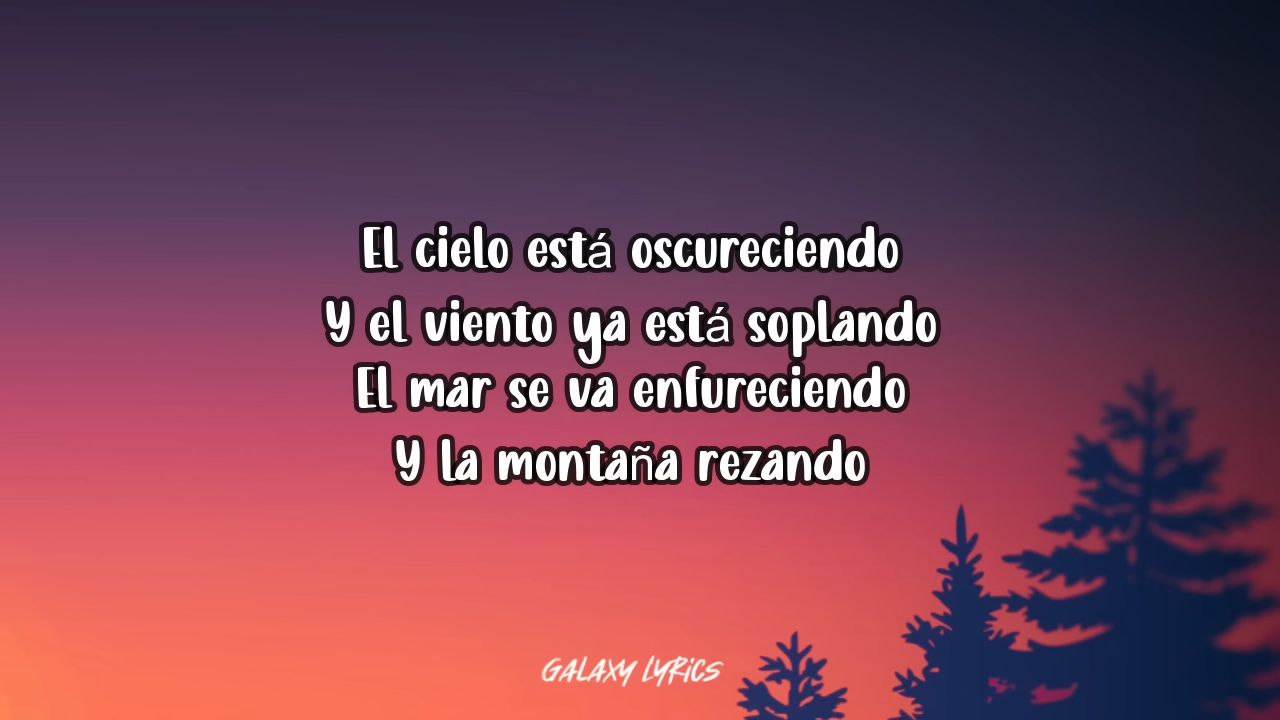 El cielo está oscureciendo
Y el viento ya está soplando
El mar se va enfureciendo
Y la montaña rezando
GALAXY LYRICS